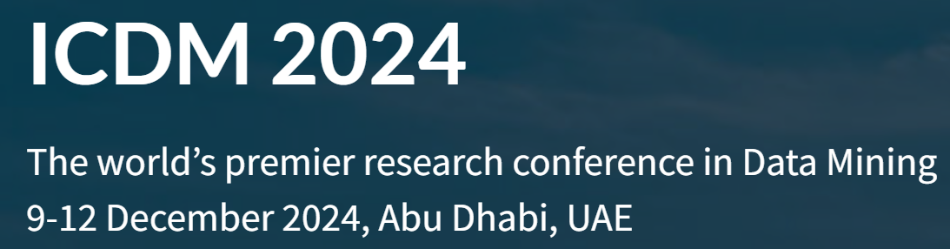 ICDM 2024
The world’s premier research conference in Data Mining
9-12 December 2024, Abu Dhabi, UAE